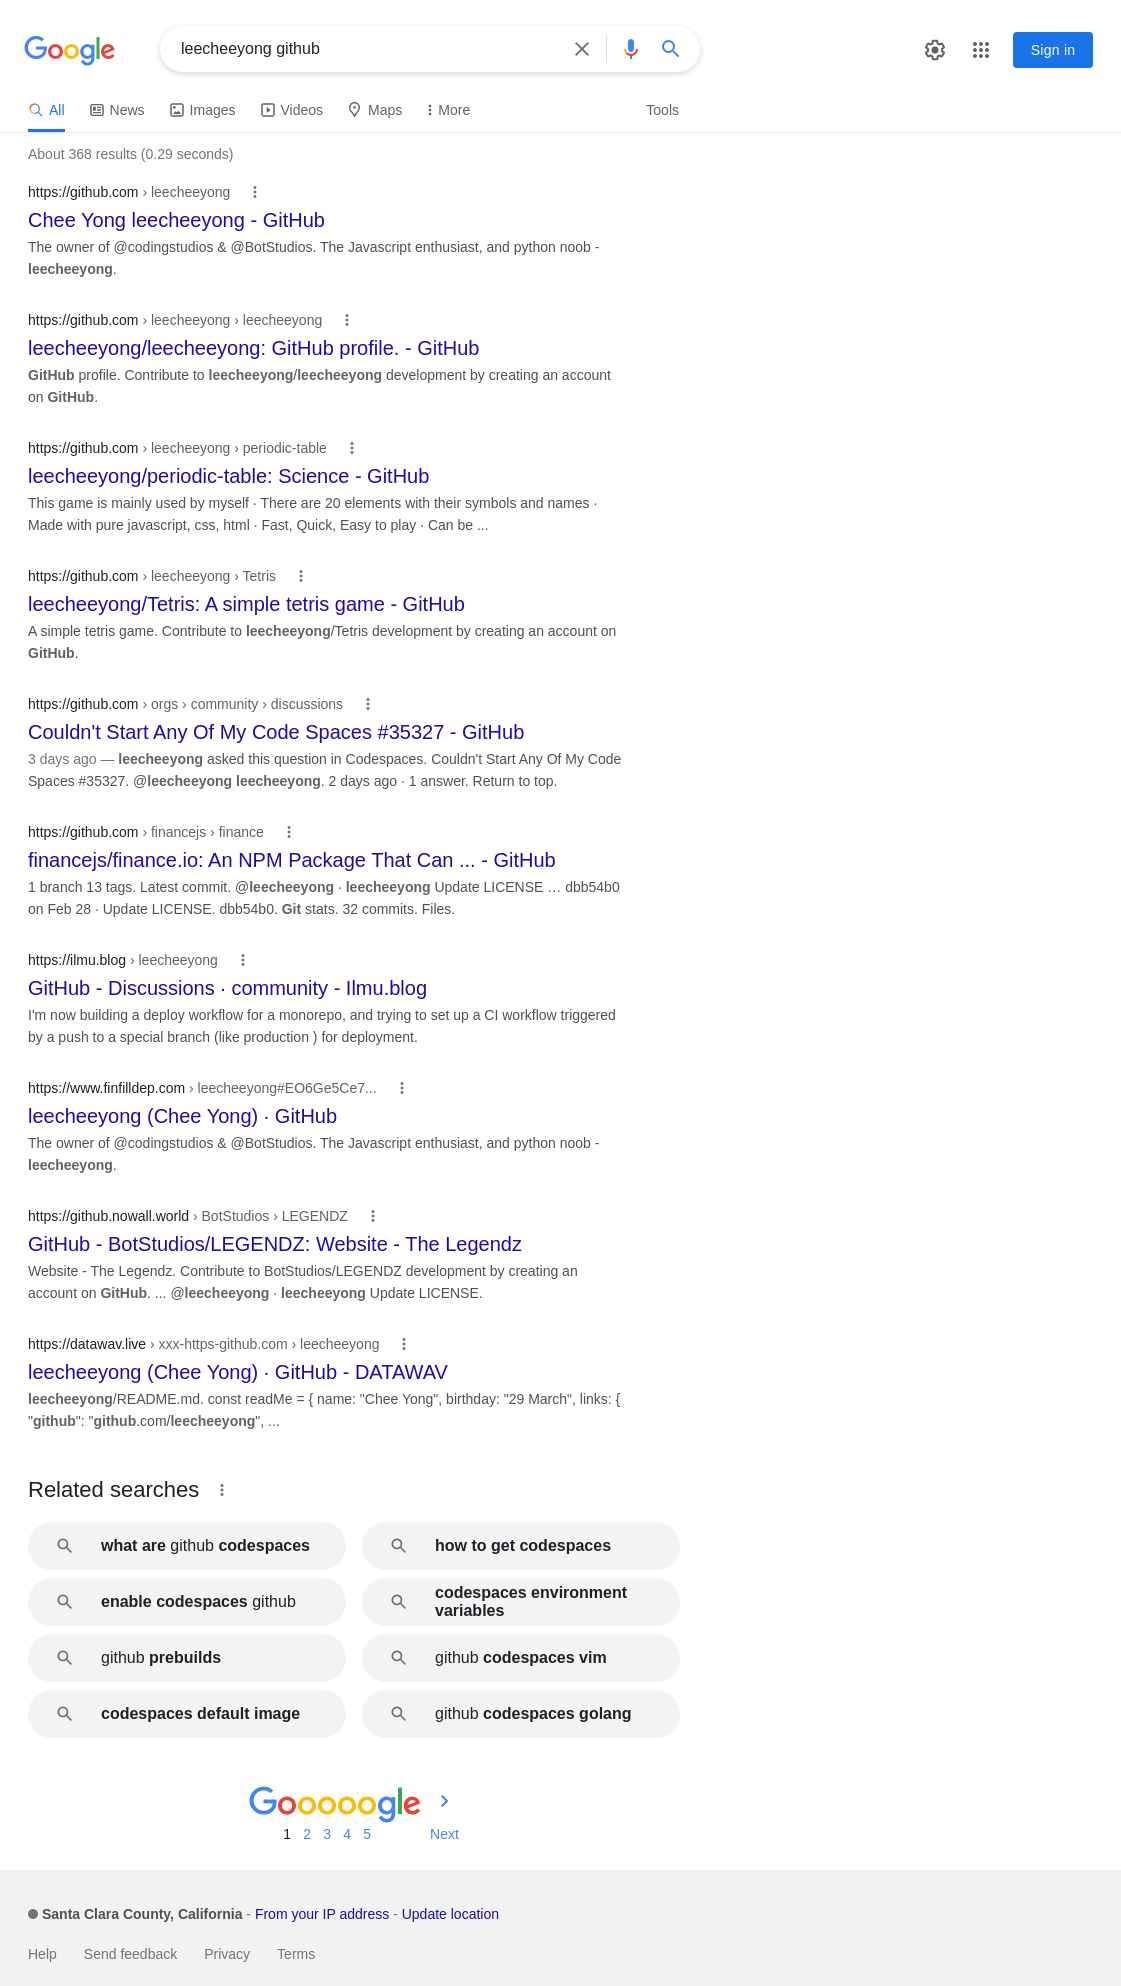 Google
leecheeyong github
Sign in
All News Images Videos Maps More Tools
About 368 results (0.29 seconds)
https://github.com › leecheeyong
Chee Yong leecheeyong - GitHub
The owner of @codingstudios & @BotStudios. The Javascript enthusiast, and python noob -
leecheeyong.
https://github.com › leecheeyong › leecheeyong
leecheeyong/leecheeyong: GitHub profile. - GitHub
GitHub profile. Contribute to leecheeyong/leecheeyong development by creating an account
on GitHub.
https://github.com › leecheeyong › periodic-table
leecheeyong/periodic-table: Science - GitHub
This game is mainly used by myself · There are 20 elements with their symbols and names ·
Made with pure javascript, css, html · Fast, Quick, Easy to play · Can be ...
https://github.com › leecheeyong › Tetris
leecheeyong/Tetris: A simple tetris game - GitHub
A simple tetris game. Contribute to leecheeyong/Tetris development by creating an account on
GitHub.
https://github.com › orgs › community › discussions
Couldn't Start Any Of My Code Spaces #35327 - GitHub
3 days ago — leecheeyong asked this question in Codespaces. Couldn't Start Any Of My Code
Spaces #35327. @leecheeyong leecheeyong. 2 days ago · 1 answer. Return to top.
https://github.com › financejs › finance
financejs/finance.io: An NPM Package That Can ... - GitHub
1 branch 13 tags. Latest commit. @leecheeyong · leecheeyong Update LICENSE … dbb54b0
on Feb 28 · Update LICENSE. dbb54b0. Git stats. 32 commits. Files.
https://ilmu.blog › leecheeyong
GitHub - Discussions · community - Ilmu.blog
I'm now building a deploy workflow for a monorepo, and trying to set up a CI workflow triggered
by a push to a special branch (like production ) for deployment.
https://www.finfilldep.com › leecheeyong#EO6Ge5Ce7...
leecheeyong (Chee Yong) · GitHub
The owner of @codingstudios & @BotStudios. The Javascript enthusiast, and python noob -
leecheeyong.
https://github.nowall.world › BotStudios › LEGENDZ
GitHub - BotStudios/LEGENDZ: Website - The Legendz
Website - The Legendz. Contribute to BotStudios/LEGENDZ development by creating an
account on GitHub. ... @leecheeyong · leecheeyong Update LICENSE.
https://datawav.live › xxx-https-github.com › leecheeyong
leecheeyong (Chee Yong) · GitHub - DATAWAV
leecheeyong/README.md. const readMe = { name: "Chee Yong", birthday: "29 March", links: {
"github": "github.com/leecheeyong", ...
Related searches
what are github codespaces
how to get codespaces
enable codespaces github
codespaces environment
variables
github prebuilds
github codespaces vim
codespaces default image
github codespaces golang
Gooooogle
1 2 3 4 5 Next
Santa Clara County, California - From your IP address - Update location
Help Send feedback Privacy Terms